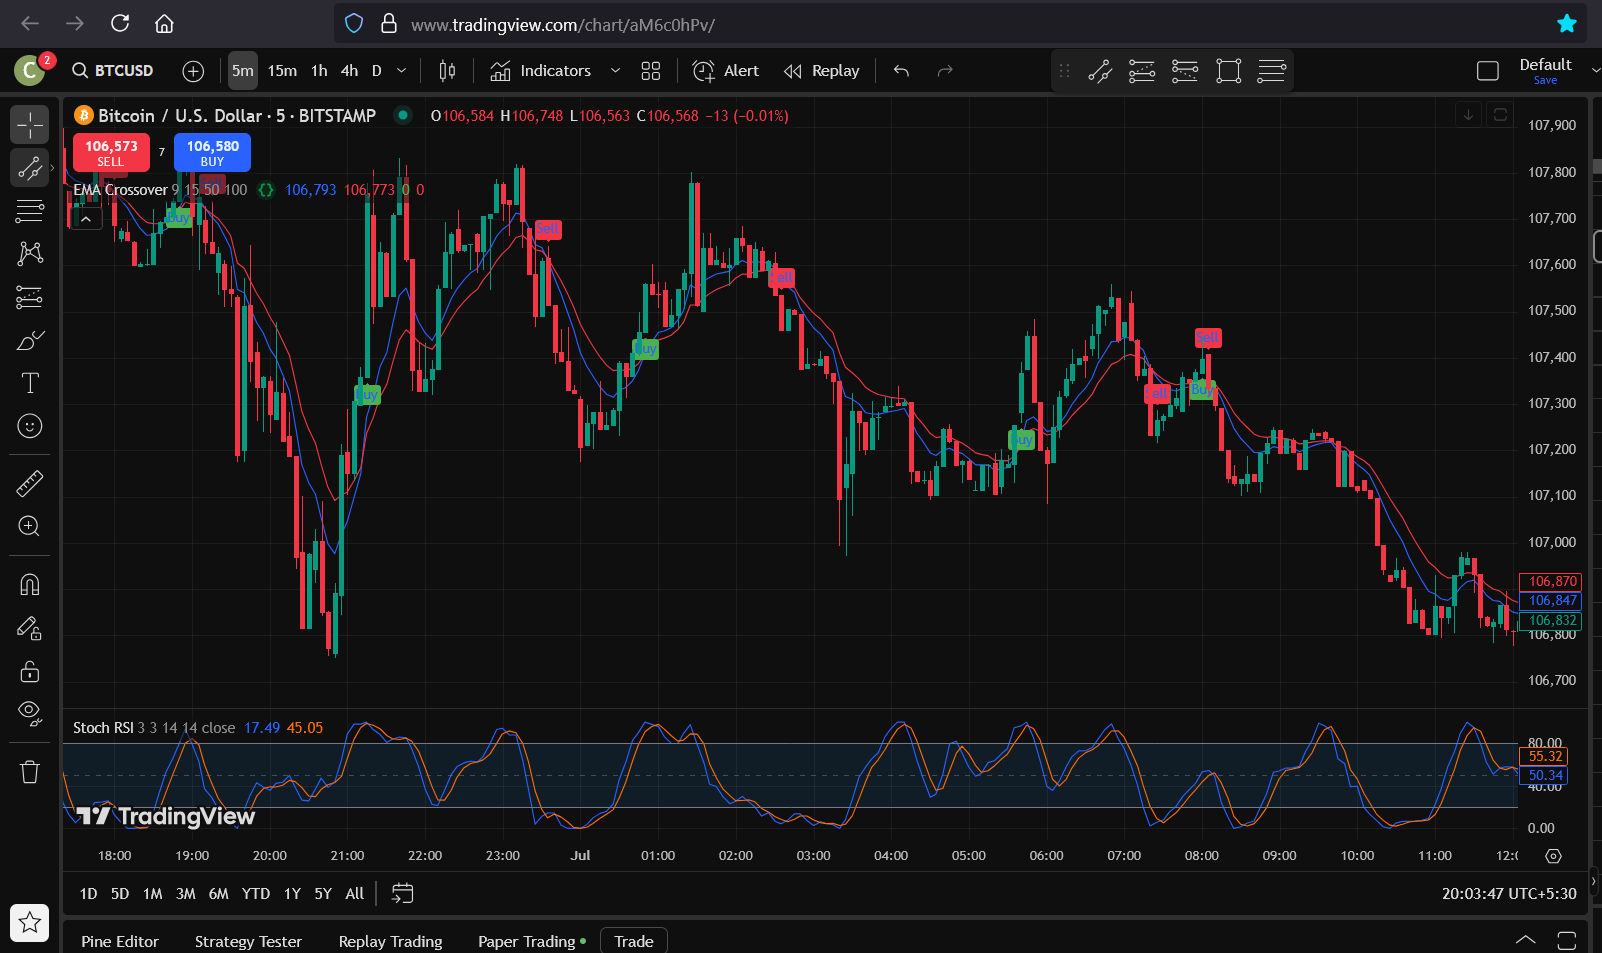 www.tradingview.com/chart/aM6c0hPv/
C 2 BTCUSD 5m 15m 1h 4h D Indicators Alert Replay Default
Save
Bitcoin / U.S. Dollar · 5 · BITSTAMP O106,584 H106,748 L106,563 C106,568 −13 (−0.01%)
106,573 SELL 7 106,580 BUY
EMA Crossover 9 15 50 100 106,793 106,773 0 0
Buy
Sell
Buy
Sell
Buy
Sell
Buy
Sell
Buy
Sell
107,900
107,800
107,700
107,600
107,500
107,400
107,300
107,200
107,100
107,000
106,870
106,847
106,832
106,800
106,700
Stoch RSI 3 3 14 14 close 17.49 45.05
80.00
55.32
50.34
40.00
0.00
TradingView
18:00 19:00 20:00 21:00 22:00 23:00 Jul 01:00 02:00 03:00 04:00 05:00 06:00 07:00 08:00 09:00 10:00 11:00
1D 5D 1M 3M 6M YTD 1Y 5Y All 20:03:47 UTC+5:30
Pine Editor Strategy Tester Replay Trading Paper Trading Trade